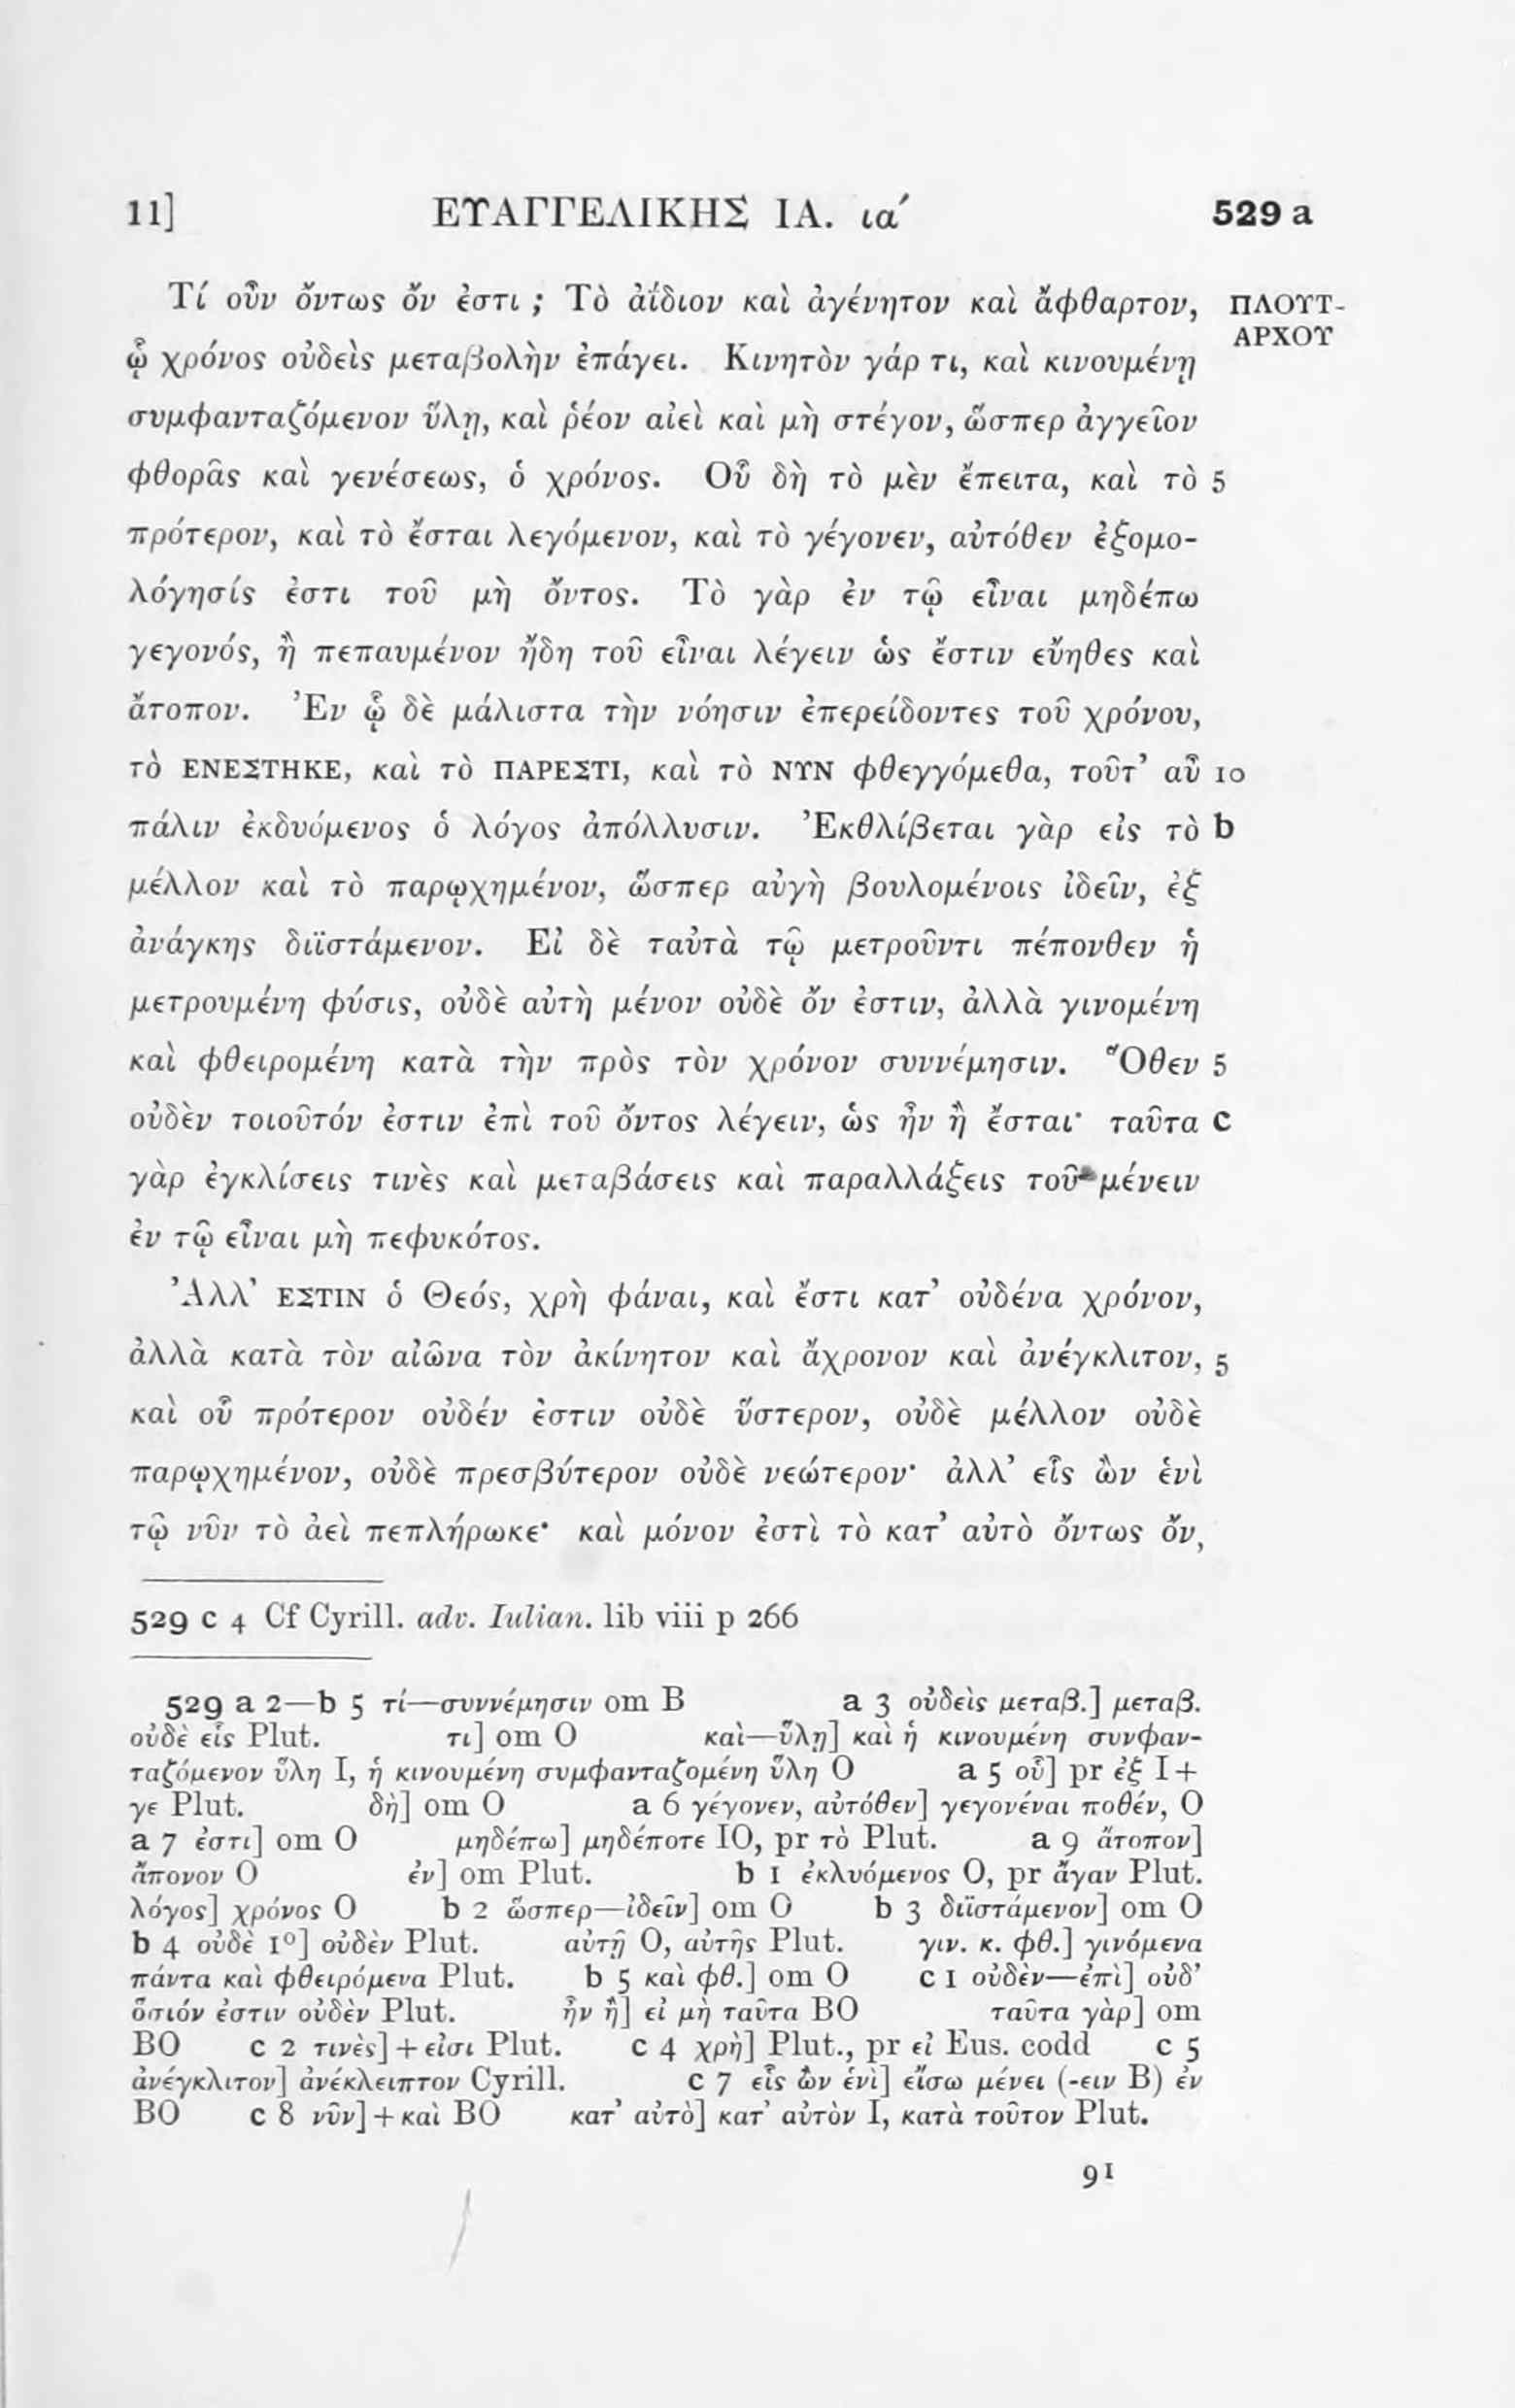 11] ΕΥΑΓΓΕΛΙΚΗΣ ΙΑ. ια´ 529 a
Τί οὖν ὄντως ὄν ἐστι ; Τὸ ἀΐδιον καὶ ἀγένητον καὶ ἄφθαρτον, ΠΛΟΥΤ-
ΑΡΧΟΥ
ᾧ χρόνος οὐδεὶς μεταβολὴν ἐπάγει. Κινητὸν γάρ τι, καὶ κινουμένῃ
συμφανταζόμενον ὕλῃ, καὶ ῥέον αἰεὶ καὶ μὴ στέγον, ὥσπερ ἀγγεῖον
φθορᾶς καὶ γενέσεως, ὁ χρόνος. Οὗ δὴ τὸ μὲν ἔπειτα, καὶ τὸ 5
πρότερον, καὶ τὸ ἔσται λεγόμενον, καὶ τὸ γέγονεν, αὐτόθεν ἐξομο-
λόγησίς ἐστι τοῦ μὴ ὄντος. Τὸ γὰρ ἐν τῷ εἶναι μηδέπω
γεγονός, ἢ πεπαυμένον ἤδη τοῦ εἶναι λέγειν ὡς ἔστιν εὔηθες καὶ
ἄτοπον. Ἐν ᾧ δὲ μάλιστα τὴν νόησιν ἐπερείδοντες τοῦ χρόνου,
τὸ ΕΝΕΣΤΗΚΕ, καὶ τὸ ΠΑΡΕΣΤΙ, καὶ τὸ ΝΥΝ φθεγγόμεθα, τοῦτ’ αὖ 10
πάλιν ἐκδυόμενος ὁ λόγος ἀπόλλυσιν. Ἐκθλίβεται γὰρ εἰς τὸ b
μέλλον καὶ τὸ παρῳχημένον, ὥσπερ αὐγὴ βουλομένοις ἰδεῖν, ἐξ
ἀνάγκης διϊστάμενον. Εἰ δὲ ταὐτὰ τῷ μετροῦντι πέπονθεν ἡ
μετρουμένη φύσις, οὐδὲ αὐτὴ μένον οὐδὲ ὄν ἐστιν, ἀλλὰ γινομένη
καὶ φθειρομένη κατὰ τὴν πρὸς τὸν χρόνον συννέμησιν. Ὅθεν 5
οὐδὲν τοιοῦτόν ἐστιν ἐπὶ τοῦ ὄντος λέγειν, ὡς ἦν ἢ ἔσται· ταῦτα c
γὰρ ἐγκλίσεις τινὲς καὶ μεταβάσεις καὶ παραλλάξεις τοῦ μένειν
ἐν τῷ εἶναι μὴ πεφυκότος.
Ἀλλ’ ΕΣΤΙΝ ὁ Θεός, χρὴ φάναι, καὶ ἔστι κατ’ οὐδένα χρόνον,
ἀλλὰ κατὰ τὸν αἰῶνα τὸν ἀκίνητον καὶ ἄχρονον καὶ ἀνέγκλιτον, 5
καὶ οὗ πρότερον οὐδέν ἐστιν οὐδὲ ὕστερον, οὐδὲ μέλλον οὐδὲ
παρῳχημένον, οὐδὲ πρεσβύτερον οὐδὲ νεώτερον· ἀλλ’ εἷς ὢν ἑνὶ
τῷ νῦν τὸ ἀεὶ πεπλήρωκε· καὶ μόνον ἐστὶ τὸ κατ’ αὐτὸ ὄντως ὄν,
529 c 4 Cf Cyrill. adv. Iulian. lib viii p 266
529 a 2—b 5 τί—συννέμησιν om B a 3 οὐδεὶς μεταβ.] μεταβ.
οὐδὲ εἷς Plut. τι] om O καὶ—ὕλῃ] καὶ ἡ κινουμένη συνφαν-
ταζόμενον ὕλη I, ἡ κινουμένη συμφανταζομένη ὕλη O a 5 οὗ] pr ἐξ I +
γε Plut. δὴ] om O a 6 γέγονεν, αὐτόθεν] γεγονέναι ποθέν, O
a 7 ἐστι] om O μηδέπω] μηδέποτε IO, pr τὸ Plut. a 9 ἄτοπον]
ἄπονον O ἐν] om Plut. b 1 ἐκλυόμενος O, pr ἄγαν Plut.
λόγος] χρόνος O b 2 ὥσπερ—ἰδεῖν] om O b 3 διϊστάμενον] om O
b 4 οὐδὲ 1º] οὐδὲν Plut. αὐτῇ O, αὐτῆς Plut. γιν. κ. φθ.] γινόμενα
πάντα καὶ φθειρόμενα Plut. b 5 καὶ φθ.] om O c 1 οὐδὲν—ἐπὶ] οὐδ’
ὅσιόν ἐστιν οὐδὲν Plut. ἦν ἢ] εἰ μὴ ταῦτα BO ταῦτα γὰρ] om
BO c 2 τινὲς] + εἰσι Plut. c 4 χρὴ] Plut., pr εἰ Eus. codd c 5
ἀνέγκλιτον] ἀνέκλειπτον Cyrill. c 7 εἷς ὢν ἑνὶ] εἴσω μένει (-ειν B) ἐν
BO c 8 νῦν] + καὶ BO κατ’ αὐτὸ] κατ’ αὐτὸν I, κατὰ τοῦτον Plut.
91